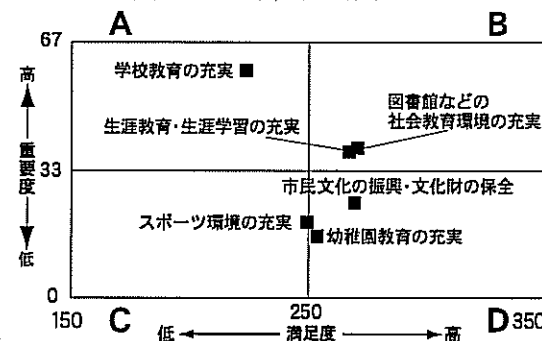 A
B
67
学校教育の充実
高
図書館などの
社会教育環境の充実
生涯教育・生涯学習の充実
重要度
33
市民文化の振興・文化財の保全
スポーツ環境の充実
幼稚園教育の充実
低
0
150
C
250
D
350
低
満足度
高